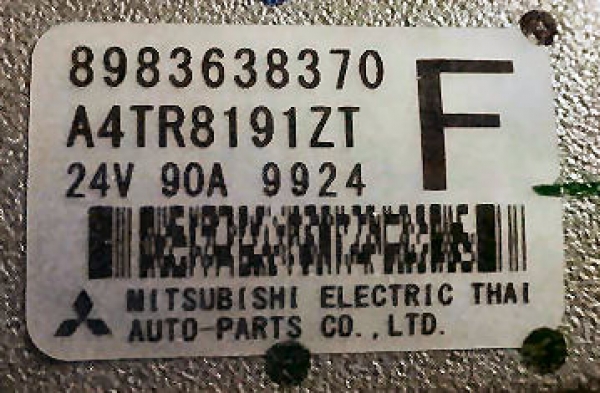 8983638370
A4TR8191ZT
F
24V 90A 9924
MITSUBISHI ELECTRIC THAI
AUTO-PARTS CO.,LTD.